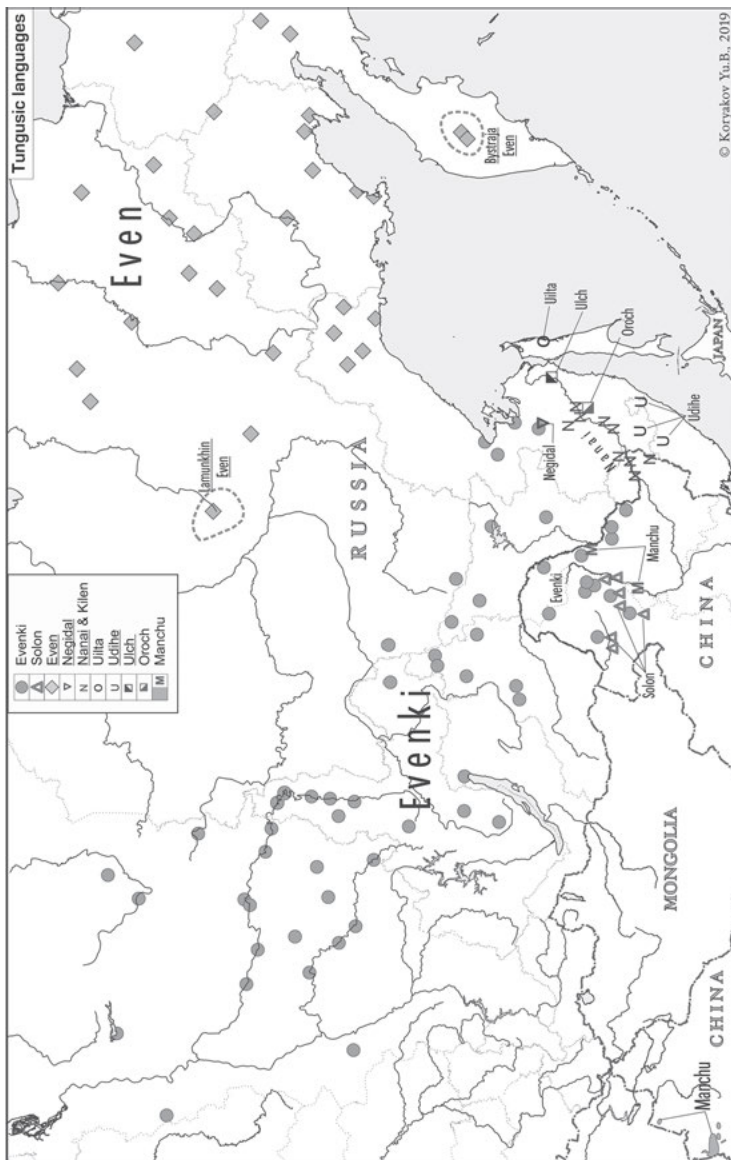 Tungusic languages
Evenki
Solon
Even
Negidal
Nanai & Kilen
Uilta
Udihe
Ulch
Oroch
Manchu
N
O
U
M
Even
Bystraja
Even
Lamunkhin
Even
RUSSIA
Evenki
Uilta
O
Ulch
Oroch
Negidal
Nanai
N
N
N
N
N
N
N
N
N
N
U
U
U
Udihe
Evenki
M
M
Manchu
Solon
JAPAN
CHINA
MONGOLIA
CHINA
Manchu
© Koryakov Yu.B., 2019